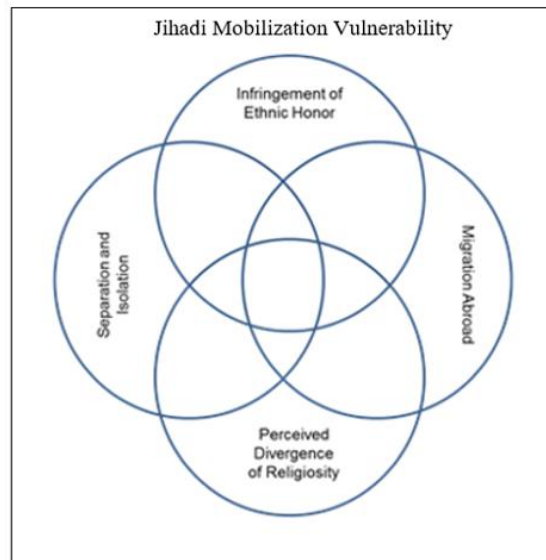 Jihadi Mobilization Vulnerability
Infringement of
Ethnic Honor
Separation and
Isolation
Migration Abroad
Perceived
Divergence
of Religiosity